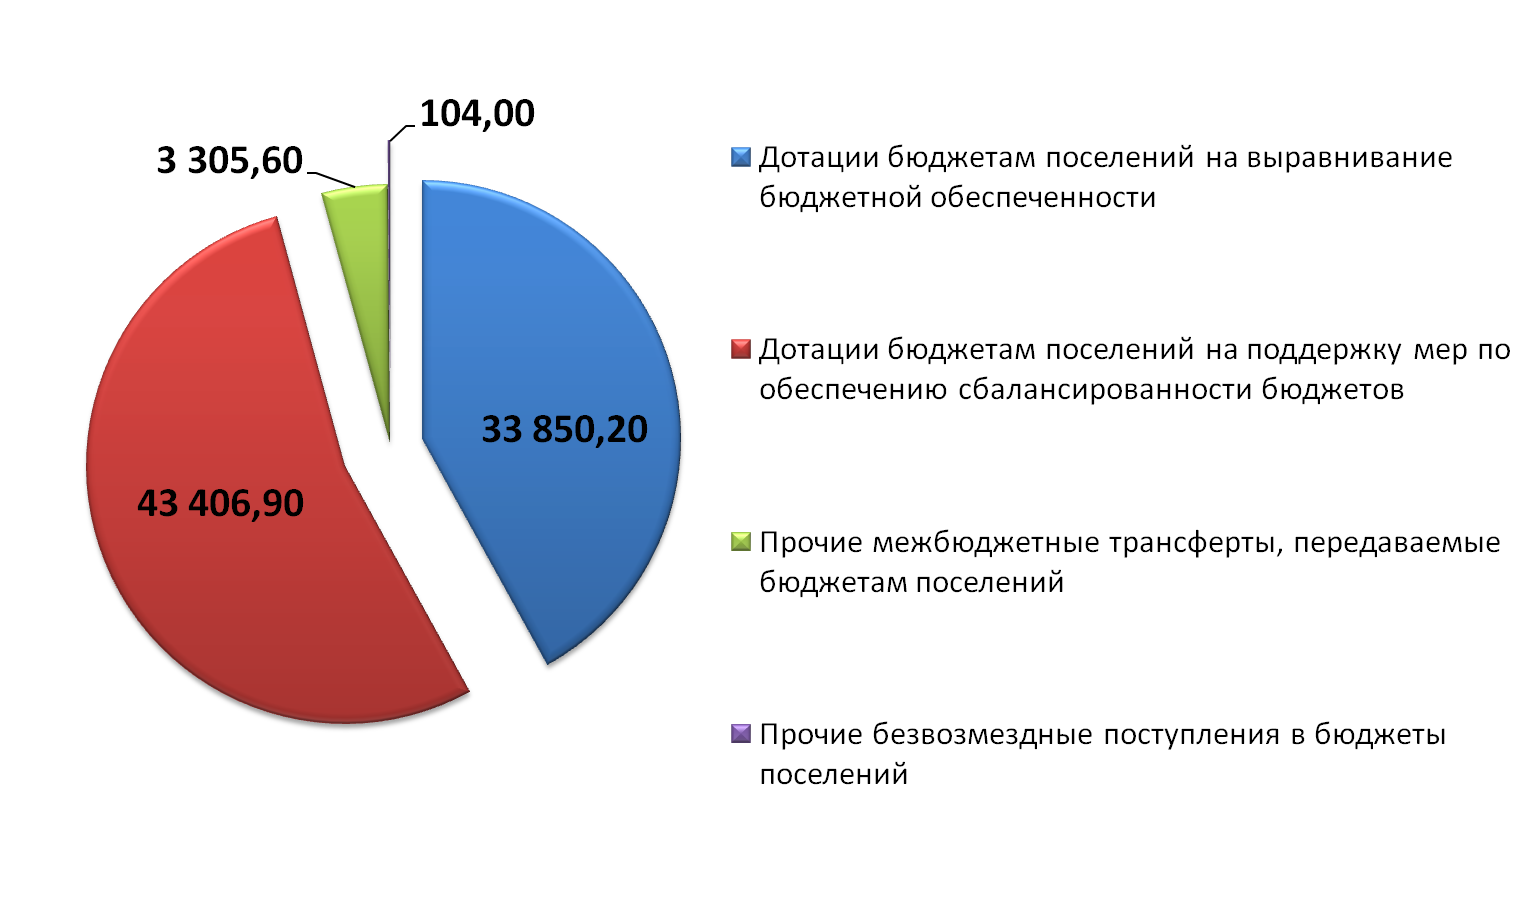 104,00
3 305,60
33 850,20
43 406,90
Дотации бюджетам поселений на выравнивание
бюджетной обеспеченности
Дотации бюджетам поселений на поддержку мер по
обеспечению сбалансированности бюджетов
Прочие межбюджетные трансферты, передаваемые
бюджетам поселений
Прочие безвозмездные поступления в бюджеты
поселений